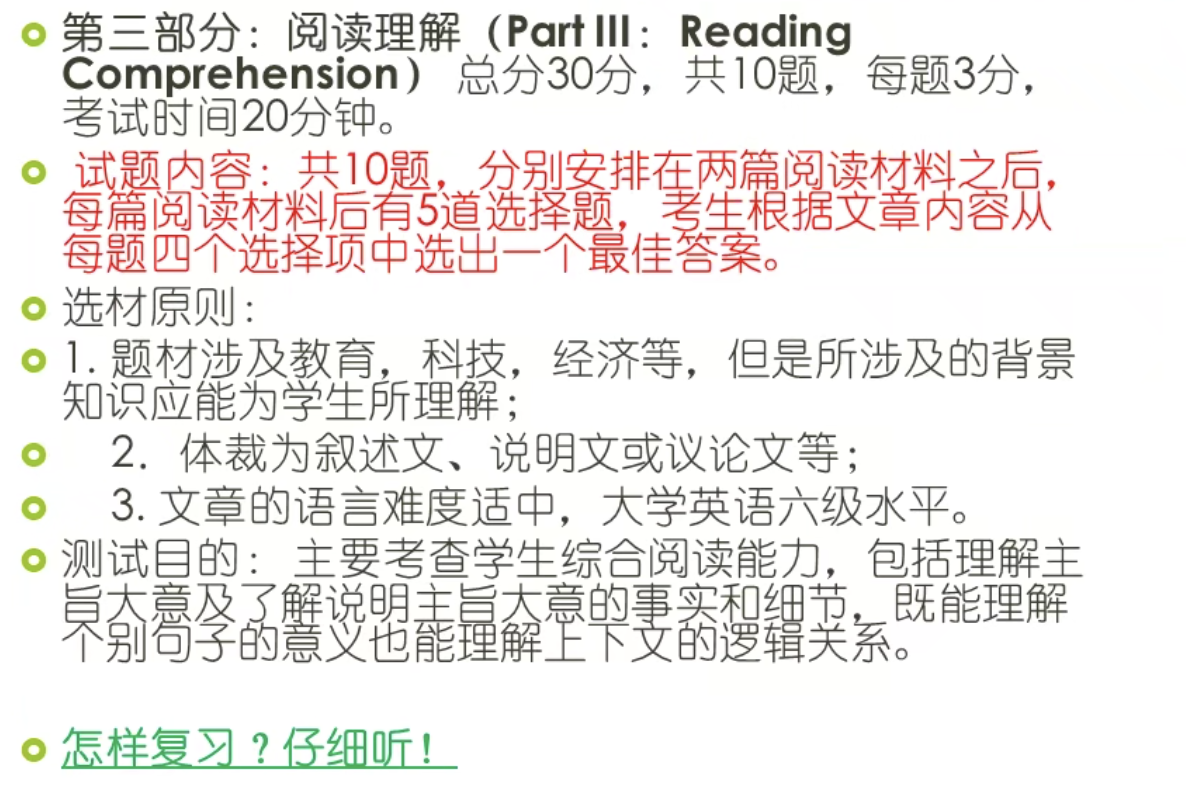 第三部分：阅读理解（Part III：Reading
Comprehension） 总分30分，共10题，每题3分，
考试时间20分钟。
试题内容：共10题，分别安排在两篇阅读材料之后，
每篇阅读材料后有5道选择题，考生根据文章内容从
每题四个选择项中选出一个最佳答案。
选材原则：
1. 题材涉及教育，科技，经济等，但是所涉及的背景
知识应能为学生所理解；
2．体裁为叙述文、说明文或议论文等；
3. 文章的语言难度适中，大学英语六级水平。
测试目的： 主要考查学生综合阅读能力，包括理解主
旨大意及了解说明主旨大意的事实和细节，既能理解
个别句子的意义也能理解上下文的逻辑关系。
怎样复习？仔细听！